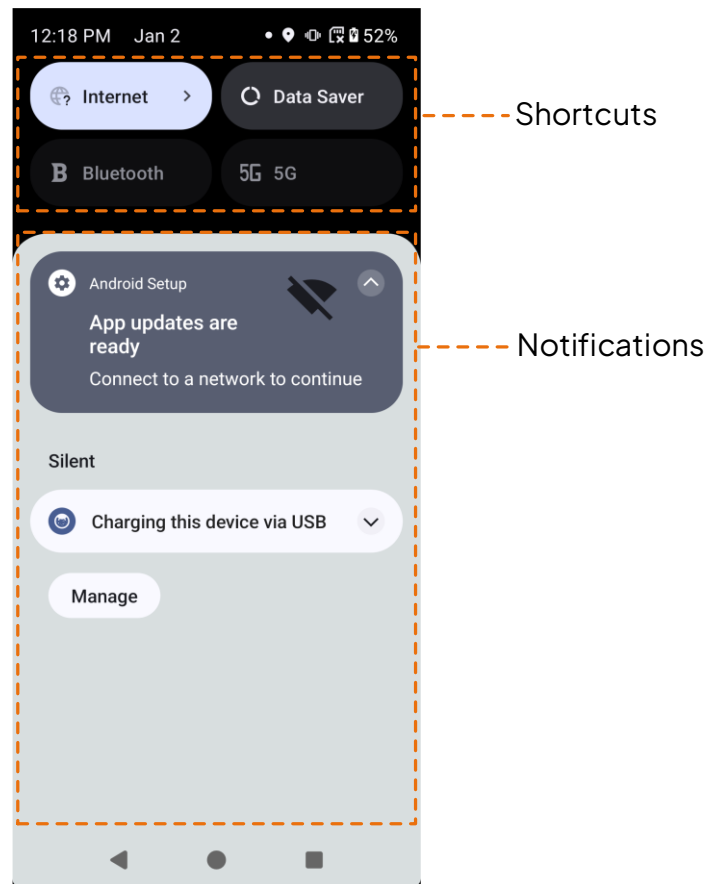 12:18 PM Jan 2 52%
Internet Data Saver
Shortcuts
B Bluetooth 5G 5G
Android Setup
App updates are
ready
Notifications
Connect to a network to continue
Silent
Charging this device via USB
Manage